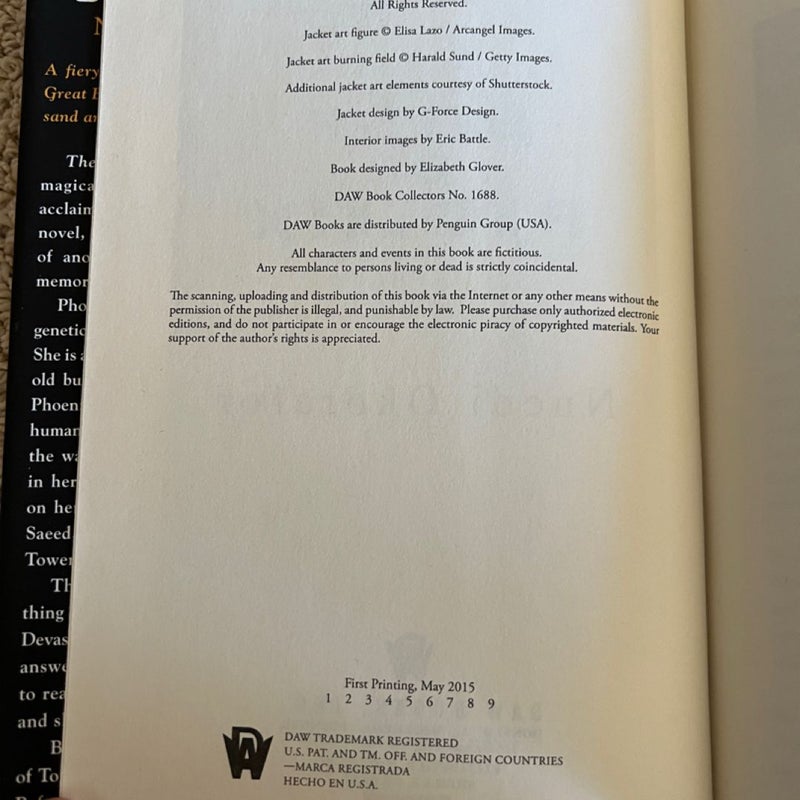 A fiery
Great
sand
The
magica
acclaim
novel,
of ano
memor
Pho
genetic
She is
old bu
Phoen
human
the wa
in her
on he
Saeed
Tower
Th
thing
Devas
answe
to rea
and s
B
of To
All Rights Reserved.
Jacket art figure © Elisa Lazo / Arcangel Images.
Jacket art burning field © Harald Sund / Getty Images.
Additional jacket art elements courtesy of Shutterstock.
Jacket design by G-Force Design.
Interior images by Eric Battle.
Book designed by Elizabeth Glover.
DAW Book Collectors No. 1688.
DAW Books are distributed by Penguin Group (USA).
All characters and events in this book are fictitious.
Any resemblance to persons living or dead is strictly coincidental.
The scanning, uploading and distribution of this book via the Internet or any other means without the
permission of the publisher is illegal, and punishable by law. Please purchase only authorized electronic
editions, and do not participate in or encourage the electronic piracy of copyrighted materials. Your
support of the author's rights is appreciated.
First Printing, May 2015
1 2 3 4 5 6 7 8 9
DAW
DAW TRADEMARK REGISTERED
U.S. PAT. AND TM. OFF. AND FOREIGN COUNTRIES
—MARCA REGISTRADA
HECHO EN U.S.A.